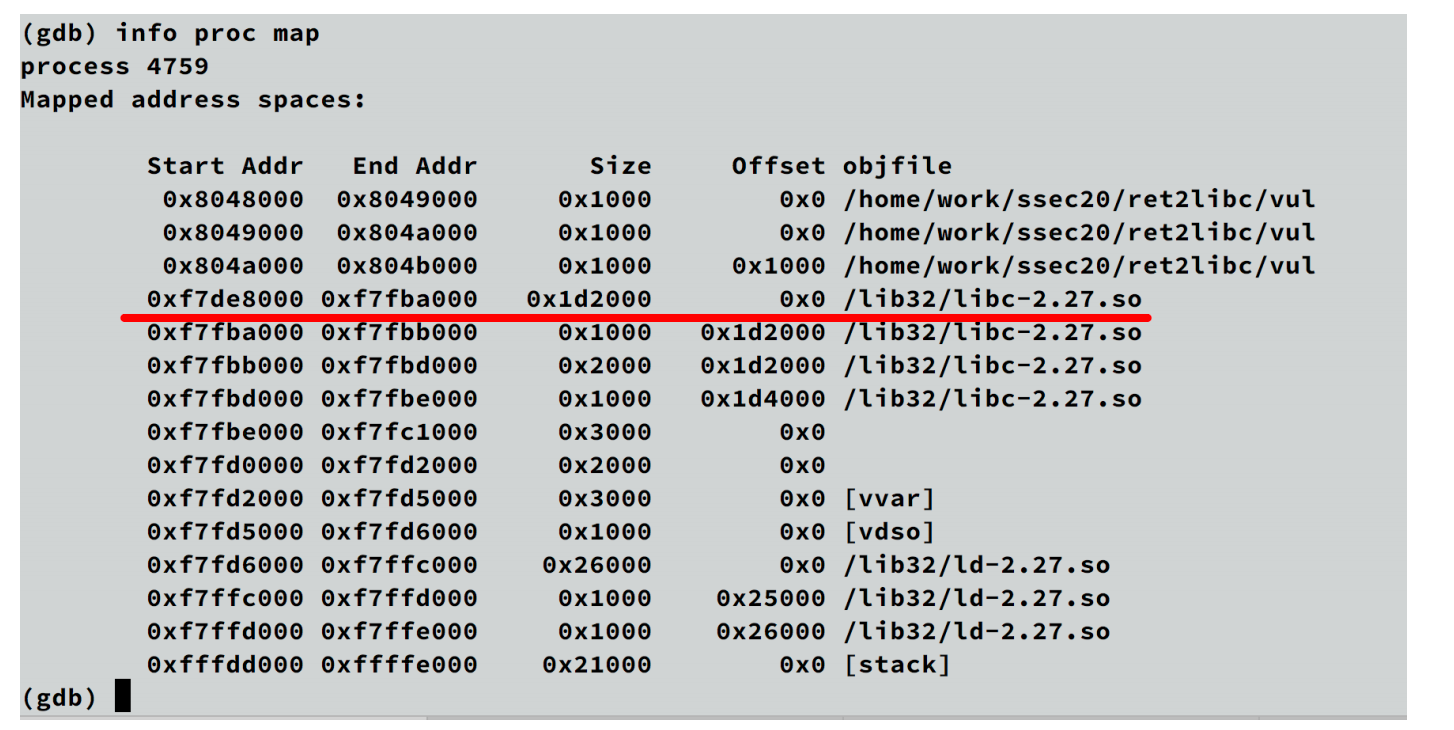 (gdb) info proc map
process 4759
Mapped address spaces:
Start Addr End Addr Size Offset objfile
0x8048000 0x8049000 0x1000 0x0 /home/work/ssec20/ret2libc/vul
0x8049000 0x804a000 0x1000 0x0 /home/work/ssec20/ret2libc/vul
0x804a000 0x804b000 0x1000 0x1000 /home/work/ssec20/ret2libc/vul
0xf7de8000 0xf7fba000 0x1d2000 0x0 /lib32/libc-2.27.so
0xf7fba000 0xf7fbb000 0x1000 0x1d2000 /lib32/libc-2.27.so
0xf7fbb000 0xf7fbd000 0x2000 0x1d2000 /lib32/libc-2.27.so
0xf7fbd000 0xf7fbe000 0x1000 0x1d4000 /lib32/libc-2.27.so
0xf7fbe000 0xf7fc1000 0x3000 0x0
0xf7fd0000 0xf7fd2000 0x2000 0x0
0xf7fd2000 0xf7fd5000 0x3000 0x0 [vvar]
0xf7fd5000 0xf7fd6000 0x1000 0x0 [vdso]
0xf7fd6000 0xf7ffc000 0x26000 0x0 /lib32/ld-2.27.so
0xf7ffc000 0xf7ffd000 0x1000 0x25000 /lib32/ld-2.27.so
0xf7ffd000 0xf7ffe000 0x1000 0x26000 /lib32/ld-2.27.so
0xfffdd000 0xffffe000 0x21000 0x0 [stack]
(gdb)